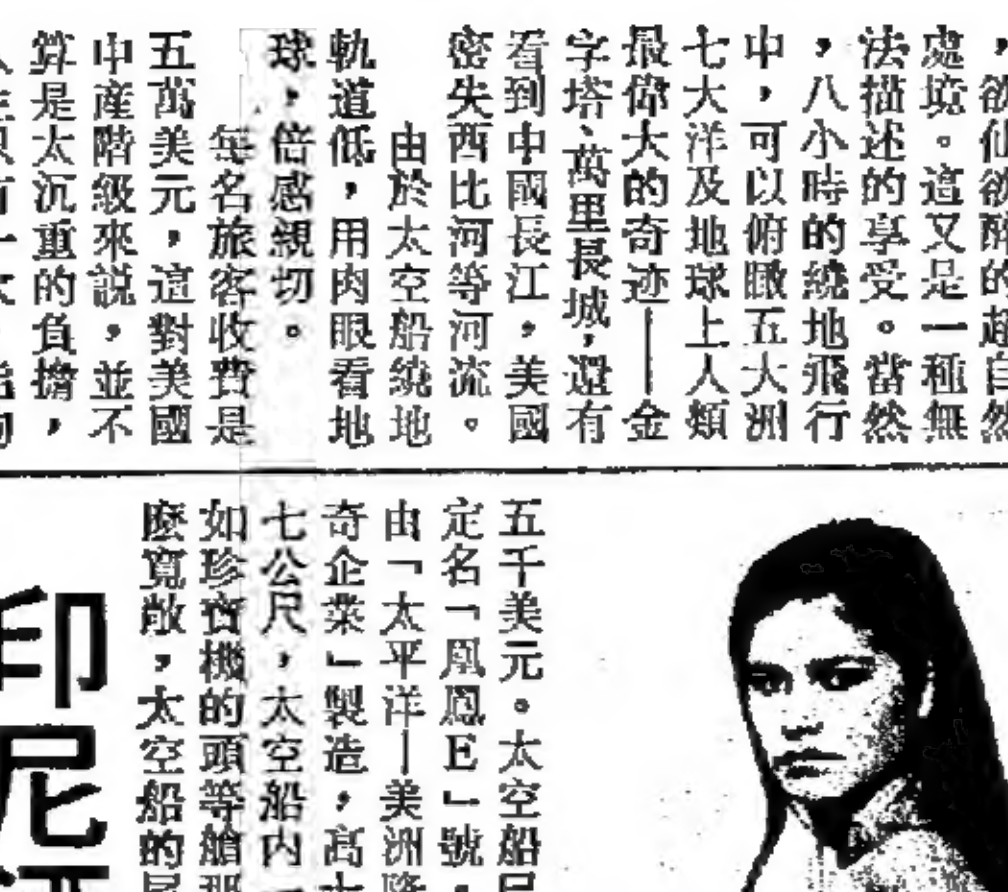 ，欲仙欲醉的超自然
處境。這又是一種無
法描述的享受。當然
，八小時的繞地飛行
中，可以俯瞰五大洲
七大洋及地球上人類
最偉大的奇迹——金
字塔、萬里長城，還有
看到中國長江，美國
密失西比河等河流。
由於太空船繞地
軌道低，用肉眼看地
球，倍感親切。
每名旅客收費是
五萬美元，這對美國
中產階級來説，並不
算是太沉重的負擔，
五千美元。太空船
定名「凰鳳E」號，
由「太平洋—美洲
奇企業」製造，高
七公尺，太空船内
如珍寶機的頭等艙那
麽寬敞，太空船的
印尼